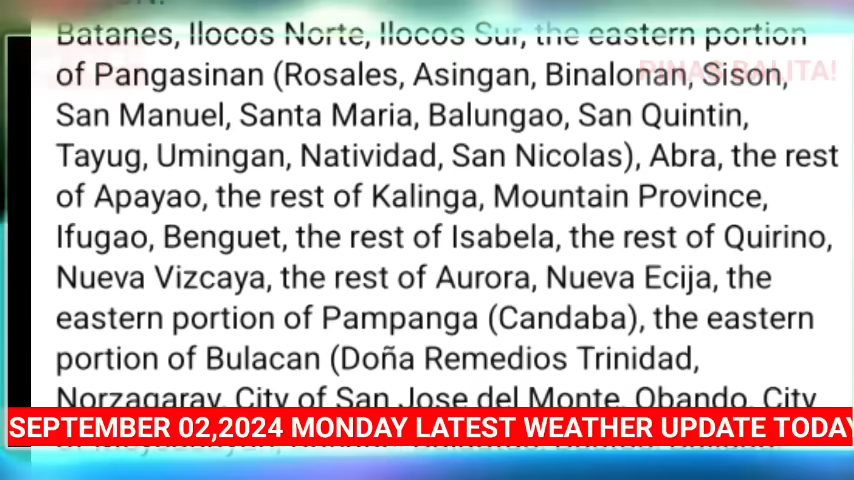 Batanes, Ilocos Norte, Ilocos Sur, the eastern portion
of Pangasinan (Rosales, Asingan, Binalonan, Sison,
PINAS BALITA!
San Manuel, Santa Maria, Balungao, San Quintin,
Tayug, Umingan, Natividad, San Nicolas), Abra, the rest
of Apayao, the rest of Kalinga, Mountain Province,
Ifugao, Benguet, the rest of Isabela, the rest of Quirino,
Nueva Vizcaya, the rest of Aurora, Nueva Ecija, the
eastern portion of Pampanga (Candaba), the eastern
portion of Bulacan (Doña Remedios Trinidad,
Norzagaray, City of San Jose del Monte, Obando, City
SEPTEMBER 02,2024 MONDAY LATEST WEATHER UPDATE TODAY